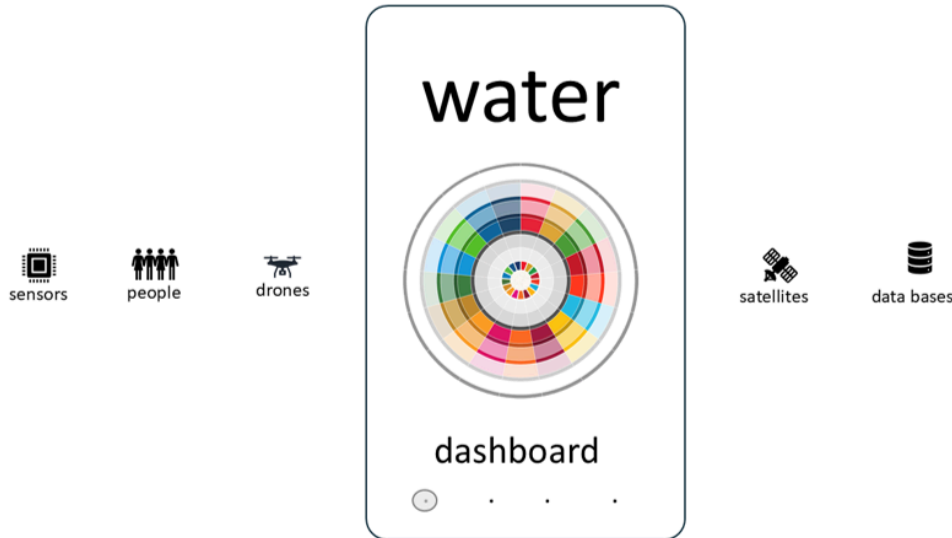 water
sensors
people
drones
satellites
data bases
dashboard